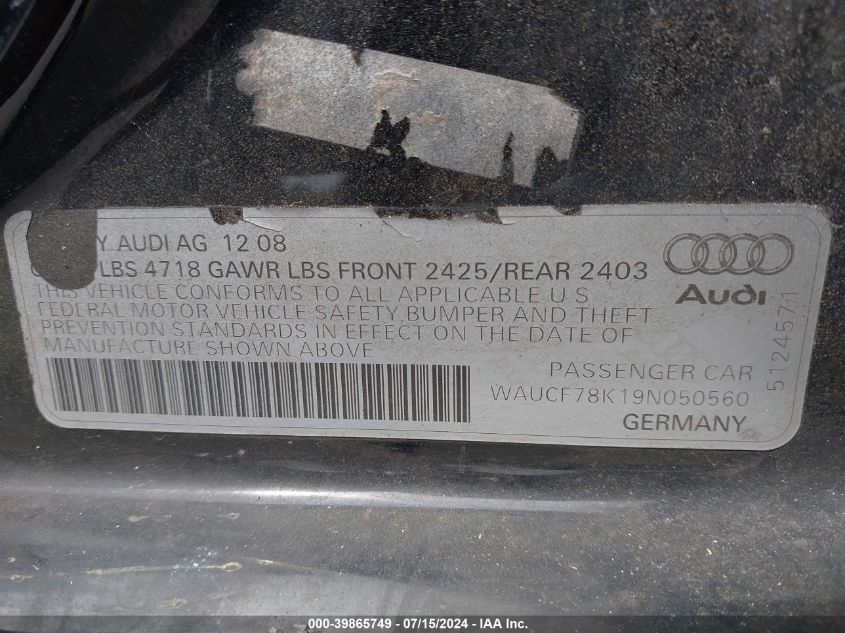 Y AUDI AG 12 08
LBS 4718 GAWR LBS FRONT 2425/REAR 2403
THIS VEHICLE CONFORMS TO ALL APPLICABLE U S
FEDERAL MOTOR VEHICLE SAFETY, BUMPER AND THEFT
PREVENTION STANDARDS IN EFFECT ON THE DATE OF
MANUFACTURE SHOWN ABOVE
Audi
PASSENGER CAR
WAUCF78K19N050560
GERMANY
5124571
000-39865749 - 07/15/2024 - IAA Inc.